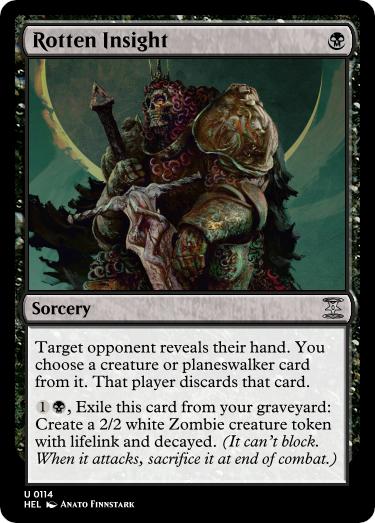 Rotten Insight
Sorcery
Target opponent reveals their hand. You
choose a creature or planeswalker card
from it. That player discards that card.
1 , Exile this card from your graveyard:
Create a 2/2 white Zombie creature token
with lifelink and decayed. (It can't block.
When it attacks, sacrifice it at end of combat.)
U 0114
HEL Anato Finnstark